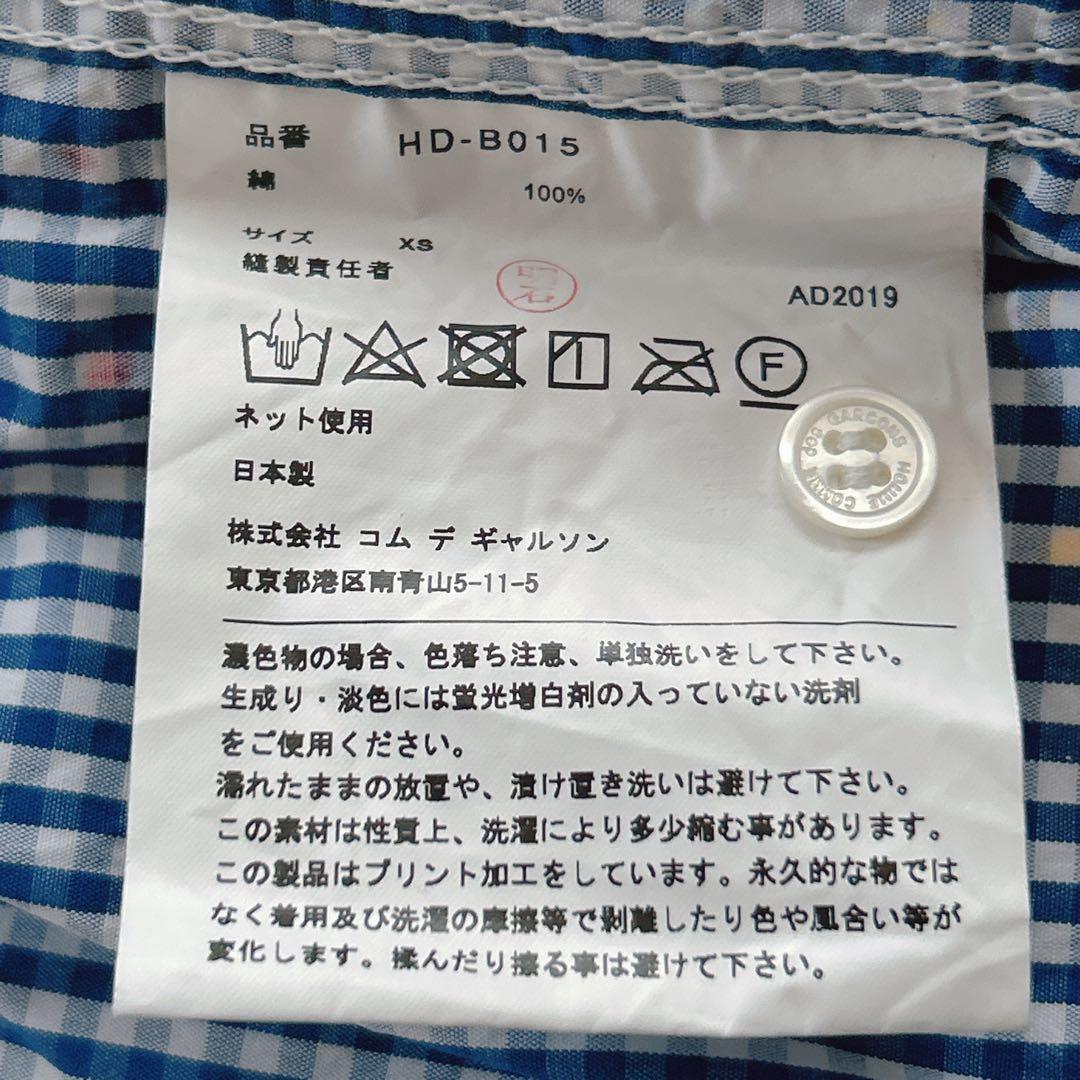 品番 HD-B015
綿 100%
サイズ XS
縫製責任者 明石
AD2019
F
ネット使用
日本製
株式会社 コム デ ギャルソン
東京都港区南青山5-11-5
COMME DES GARCONS HOMME
濃色物の場合、色落ち注意、単独洗いをして下さい。
生成り・淡色には蛍光増白剤の入っていない洗剤
をご使用ください。
濡れたままの放置や、漬け置き洗いは避けて下さい。
この素材は性質上、洗濯により多少縮む事があります。
この製品はプリント加工をしています。永久的な物では
なく着用及び洗濯の摩擦等で剥離したり色や風合い等が
変化します。揉んだり擦る事は避けて下さい。